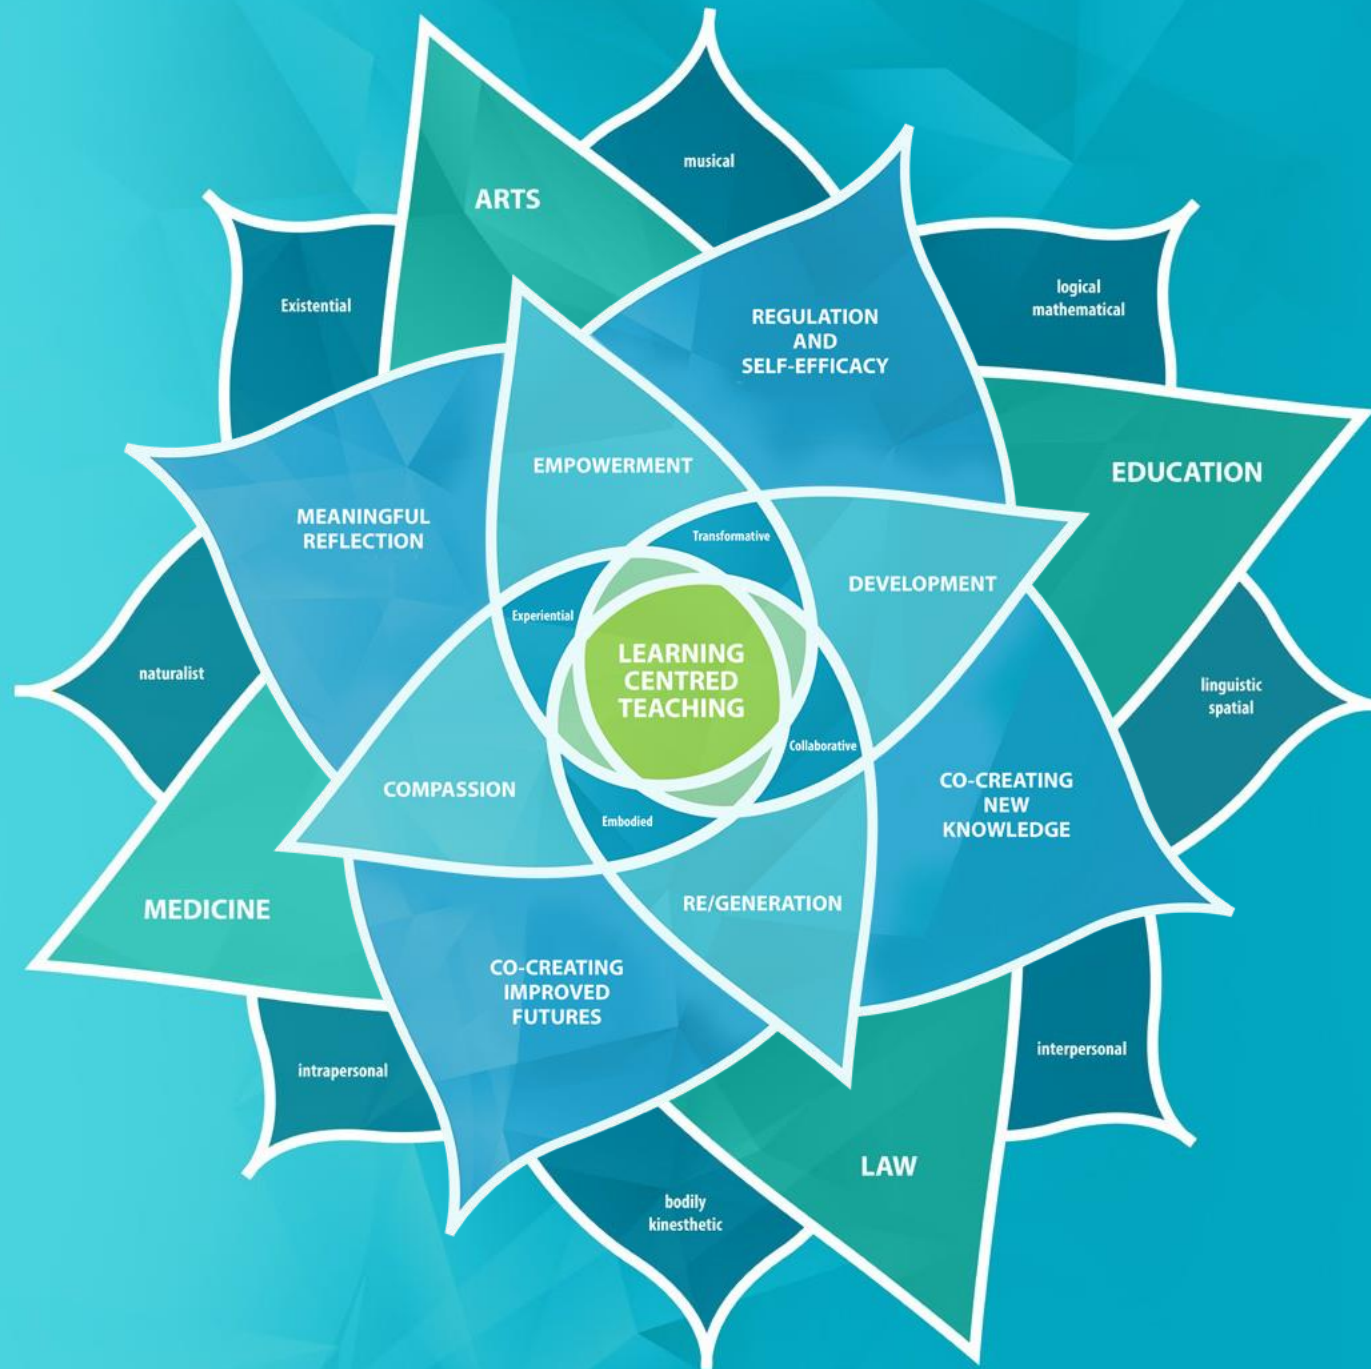 musical
ARTS
logical
mathematical
Existential
REGULATION
AND
SELF-EFFICACY
EMPOWERMENT
EDUCATION
MEANINGFUL
REFLECTION
Transformative
DEVELOPMENT
Experiential
LEARNING
CENTRED
TEACHING
naturalist
linguistic
spatial
Collaborative
COMPASSION
CO-CREATING
NEW
KNOWLEDGE
Embodied
MEDICINE
RE/GENERATION
CO-CREATING
IMPROVED
FUTURES
interpersonal
intrapersonal
LAW
bodily
kinesthetic